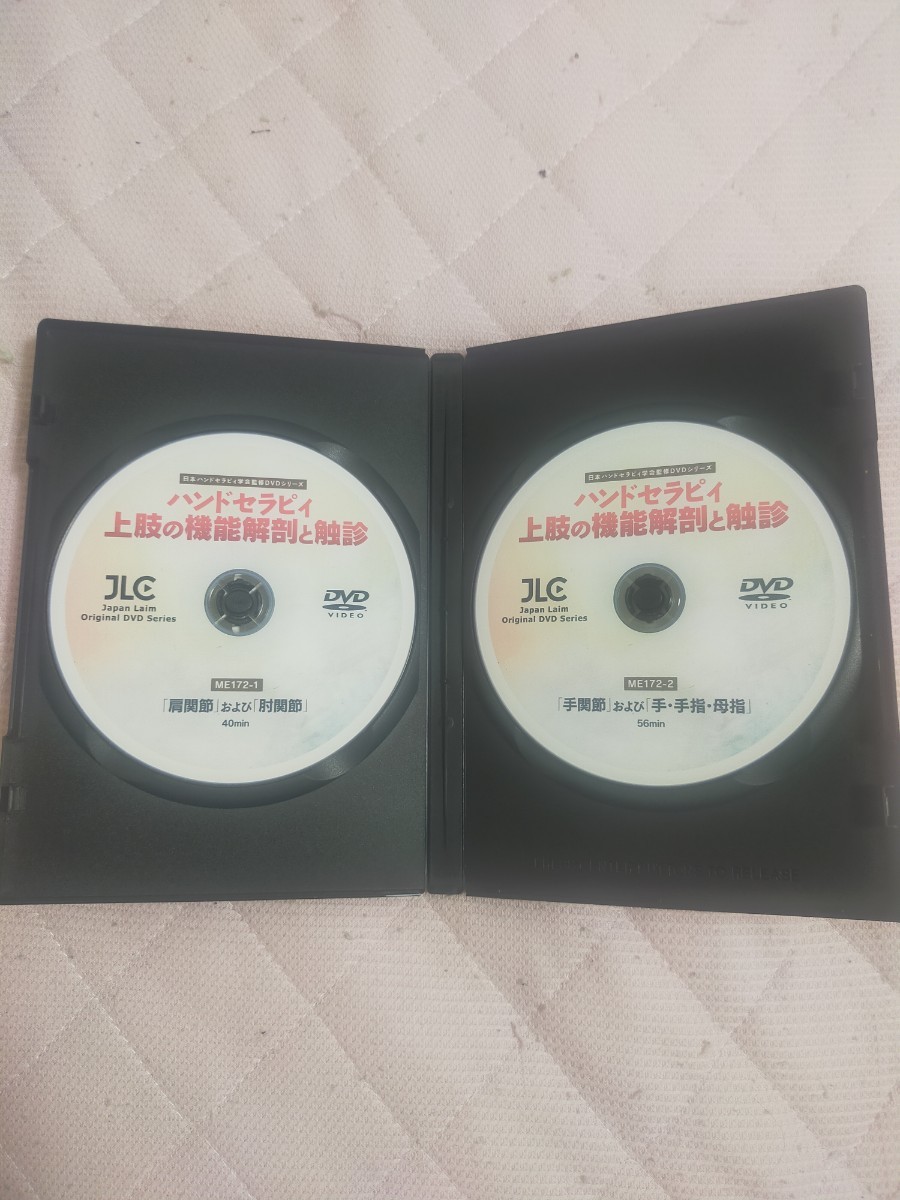 日本ハンドセラピィ学会監修DVDシリーズ
ハンドセラピィ
上肢の機能解剖と触診
JLC
Japan Laim
Original DVD Series
DVD
VIDEO
ME172-1
「肩関節」および「肘関節」
40min
日本ハンドセラピィ学会監修DVDシリーズ
ハンドセラピィ
上肢の機能解剖と触診
JLC
Japan Laim
Original DVD Series
DVD
VIDEO
ME172-2
「手関節」および「手・手指・母指」
56min